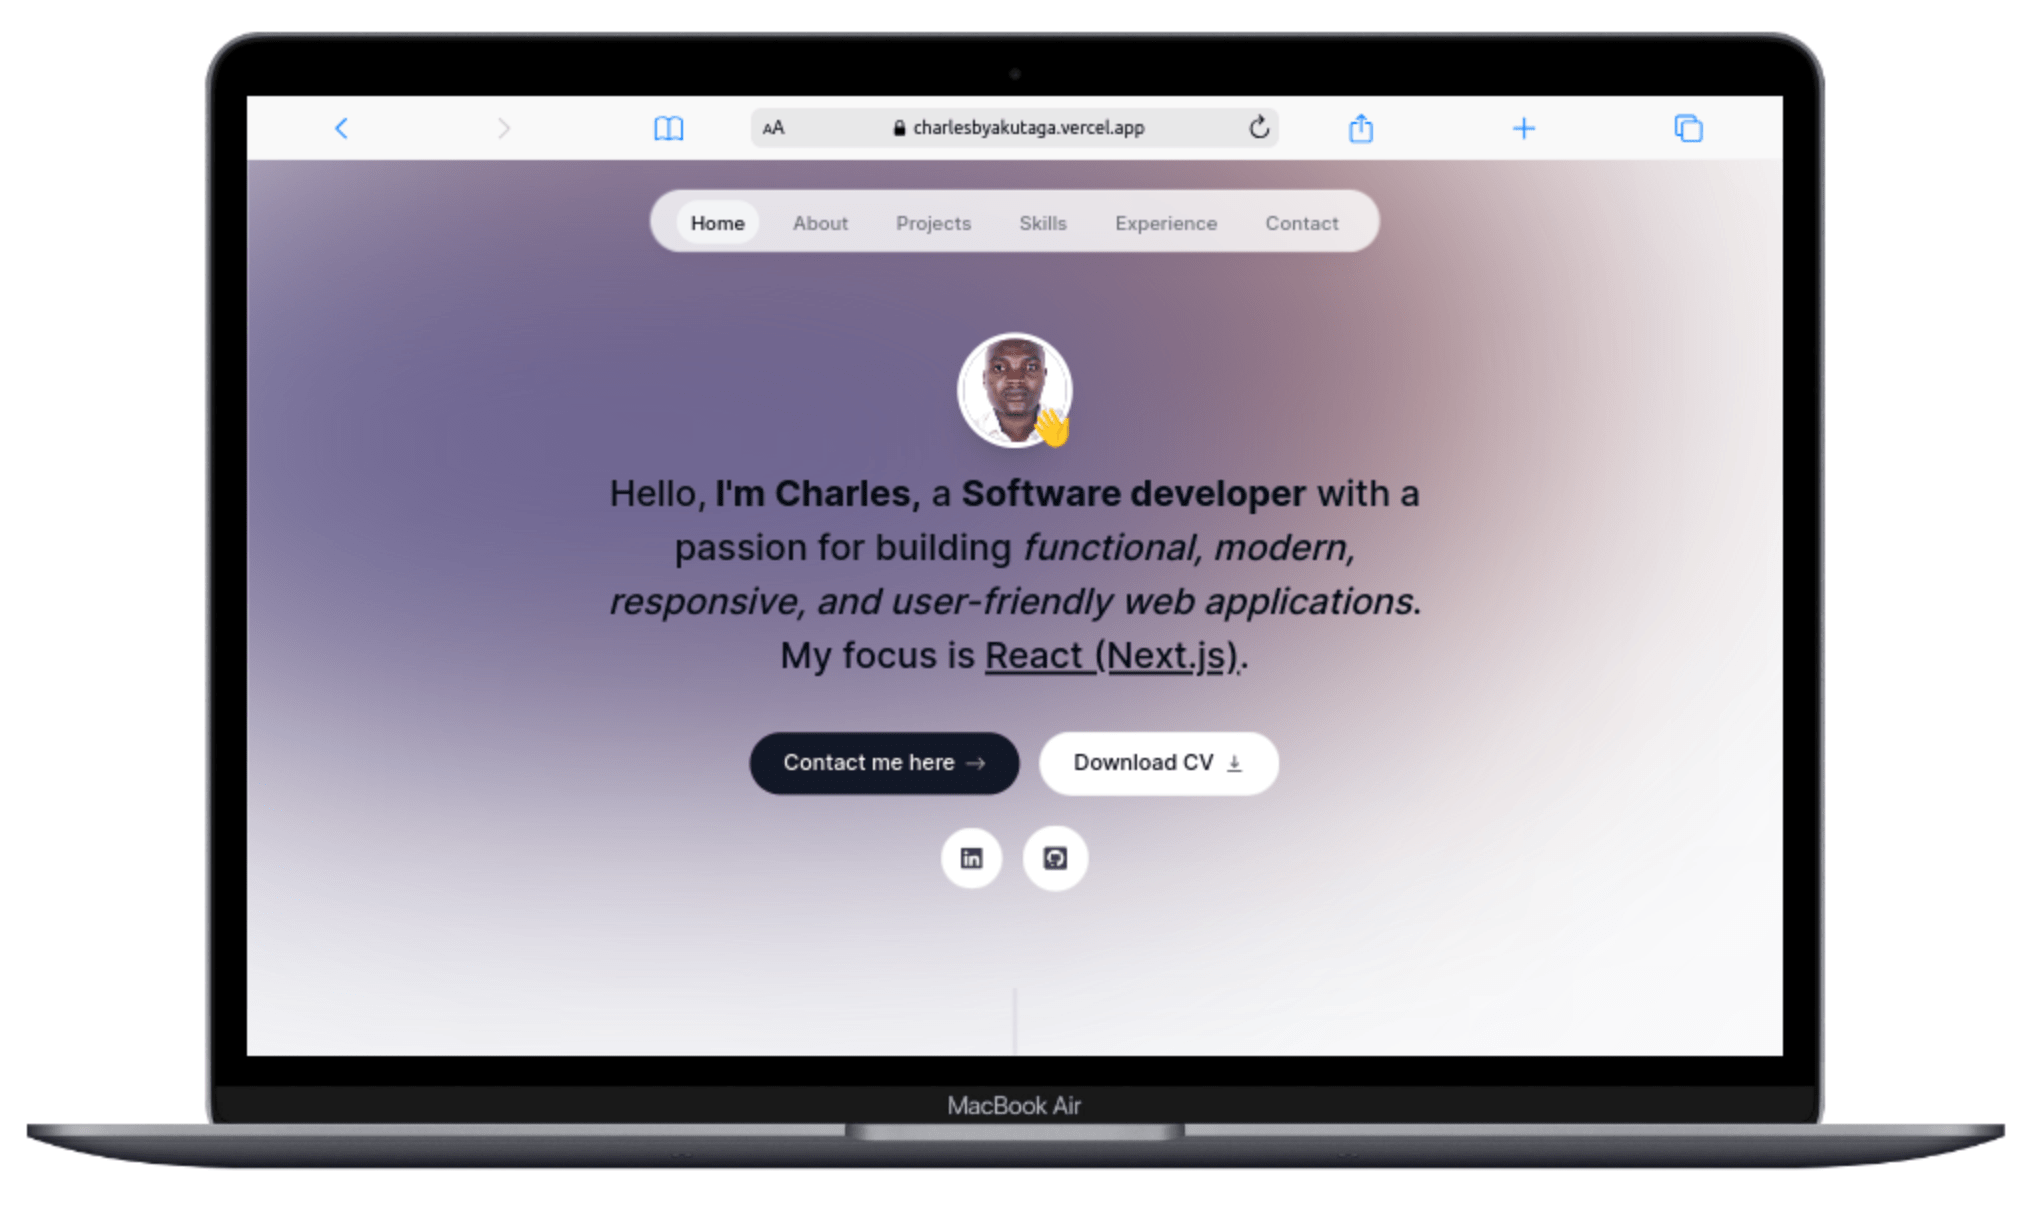 AA charlesbyakutaga.vercel.app
Home About Projects Skills Experience Contact
Hello, I'm Charles, a Software developer with a
passion for building functional, modern,
responsive, and user-friendly web applications.
My focus is React (Next.js).
Contact me here → Download CV
in
MacBook Air